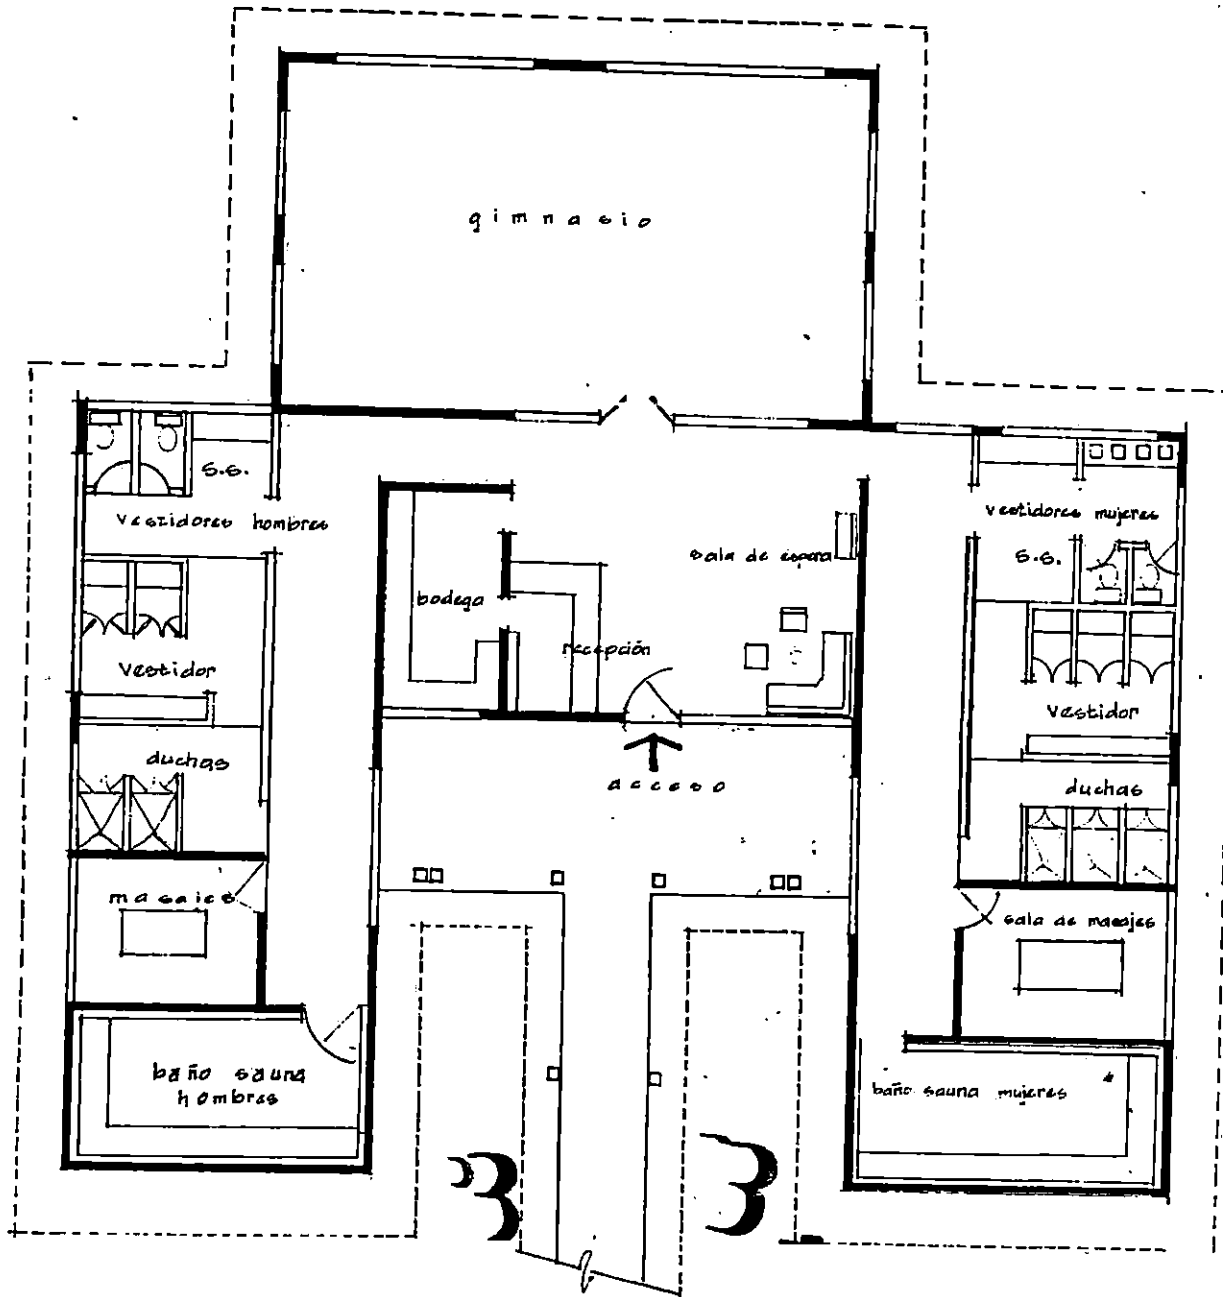 gimnasio
s.s.
vestidores hombres
vestidores mujeres
sala de espera
s.s.
bodega
recepción
vestidor
vestidor
duchas
acceso
duchas
masajes
sala de masajes
baño sauna
hombres
baño sauna mujeres